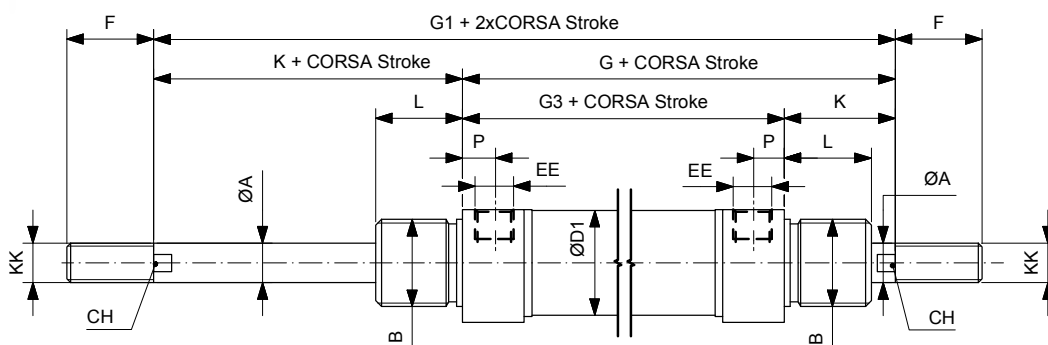 G1 + 2xCORSA Stroke
F
F
K + CORSA Stroke
G + CORSA Stroke
L
G3 + CORSA Stroke
K
P
P
L
EE
EE
ØA
ØA
ØD1
KK
KK
CH
B
B
CH